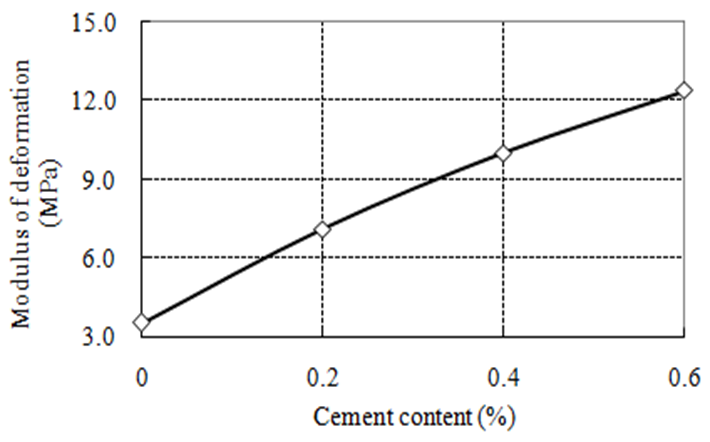 15.0
12.0
9.0
6.0
3.0
Modulus of deformation
(MPa)
0 0.2 0.4 0.6
Cement content (%)